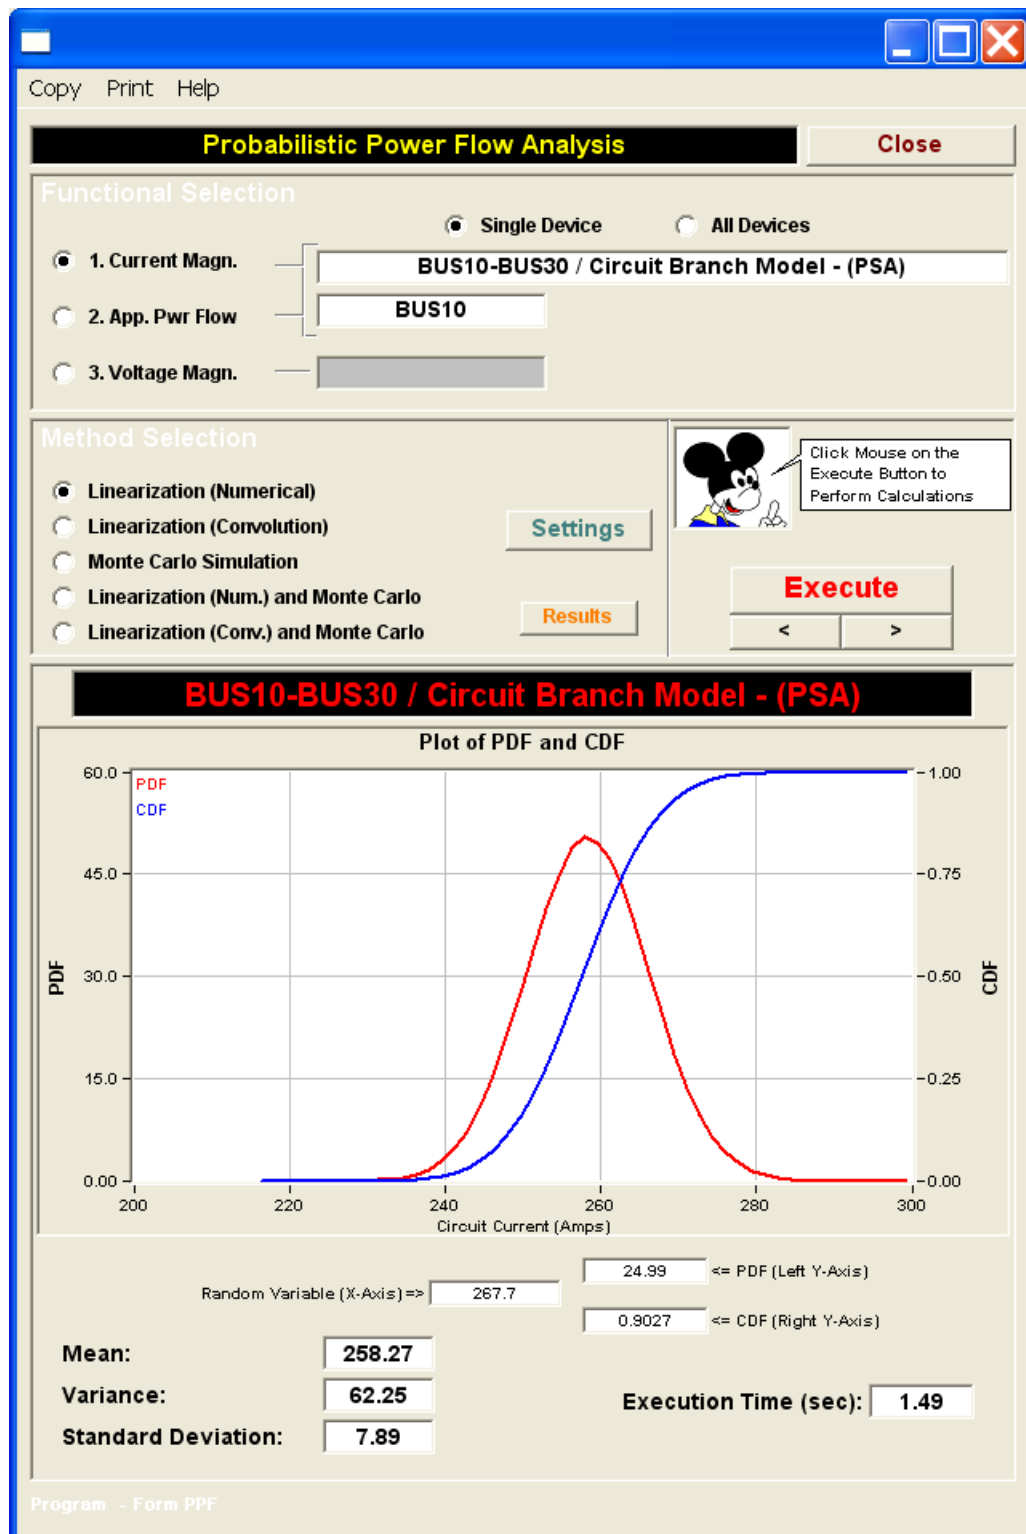 Copy Print Help
Probabilistic Power Flow Analysis
Close
Functional Selection
Single Device
All Devices
1. Current Magn.
BUS10-BUS30 / Circuit Branch Model - (PSA)
2. App. Pwr Flow
BUS10
3. Voltage Magn.
Method Selection
Linearization (Numerical)
Linearization (Convolution)
Monte Carlo Simulation
Linearization (Num.) and Monte Carlo
Linearization (Conv.) and Monte Carlo
Settings
Results
Click Mouse on the
Execute Button to
Perform Calculations
Execute
< >
BUS10-BUS30 / Circuit Branch Model - (PSA)
Plot of PDF and CDF
PDF
CDF
60.0
45.0
30.0
15.0
0.00
PDF
1.00
0.75
0.50
0.25
0.00
CDF
200 220 240 260 280 300
Circuit Current (Amps)
24.99 <= PDF (Left Y-Axis)
Random Variable (X-Axis) => 267.7
0.9027 <= CDF (Right Y-Axis)
Mean: 258.27
Variance: 62.25
Execution Time (sec): 1.49
Standard Deviation: 7.89
Program - Form PPF